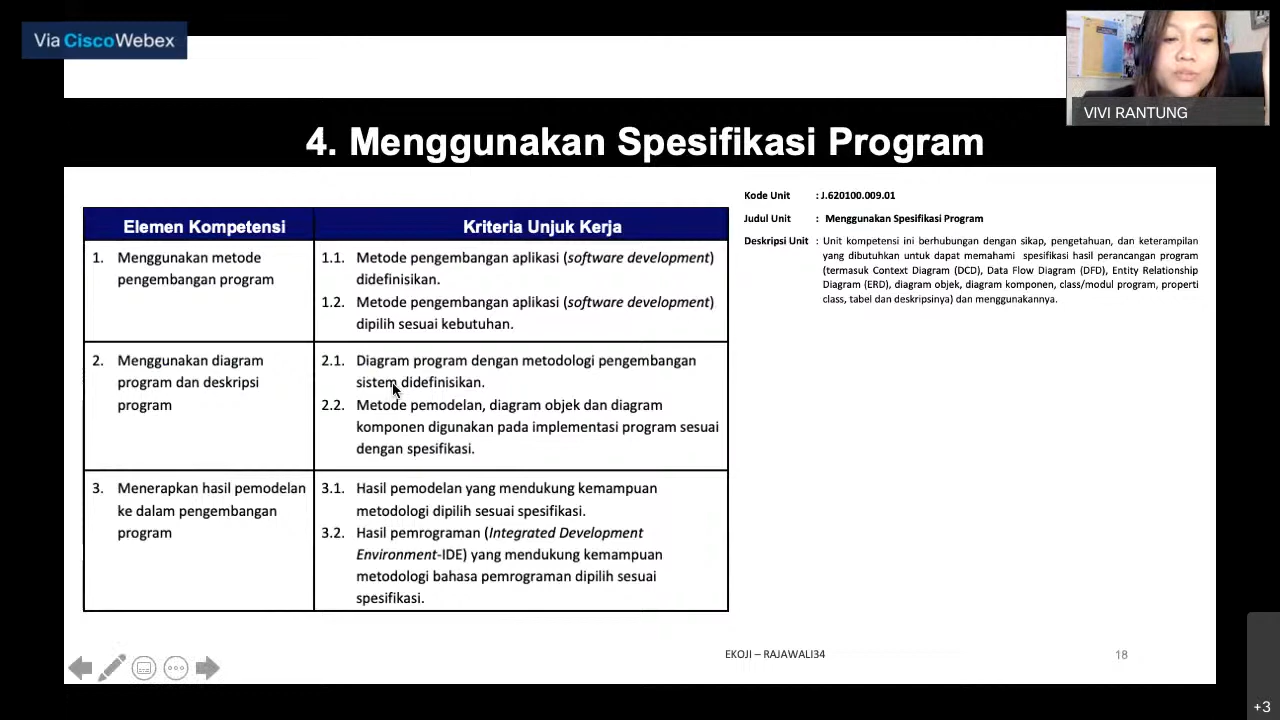 Via CiscoWebex
VIVI RANTUNG
4. Menggunakan Spesifikasi Program
Elemen Kompetensi
Kriteria Unjuk Kerja
1. Menggunakan metode
pengembangan program
1.1. Metode pengembangan aplikasi (software development)
didefinisikan.
1.2. Metode pengembangan aplikasi (software development)
dipilih sesuai kebutuhan.
2. Menggunakan diagram
program dan deskripsi
program
2.1. Diagram program dengan metodologi pengembangan
sistem didefinisikan.
2.2. Metode pemodelan, diagram objek dan diagram
komponen digunakan pada implementasi program sesuai
dengan spesifikasi.
3. Menerapkan hasil pemodelan
ke dalam pengembangan
program
3.1. Hasil pemodelan yang mendukung kemampuan
metodologi dipilih sesuai spesifikasi.
3.2. Hasil pemrograman (Integrated Development
Environment-IDE) yang mendukung kemampuan
metodologi bahasa pemrograman dipilih sesuai
spesifikasi.
Kode Unit : J.620100.009.01
Judul Unit : Menggunakan Spesifikasi Program
Deskripsi Unit : Unit kompetensi ini berhubungan dengan sikap, pengetahuan, dan keterampilan
yang dibutuhkan untuk dapat memahami spesifikasi hasil perancangan program
(termasuk Context Diagram (DCD), Data Flow Diagram (DFD), Entity Relationship
Diagram (ERD), diagram objek, diagram komponen, class/modul program, properti
class, tabel dan deskripsinya) dan menggunakannya.
EKOJI – RAJAWALI34
18
+3